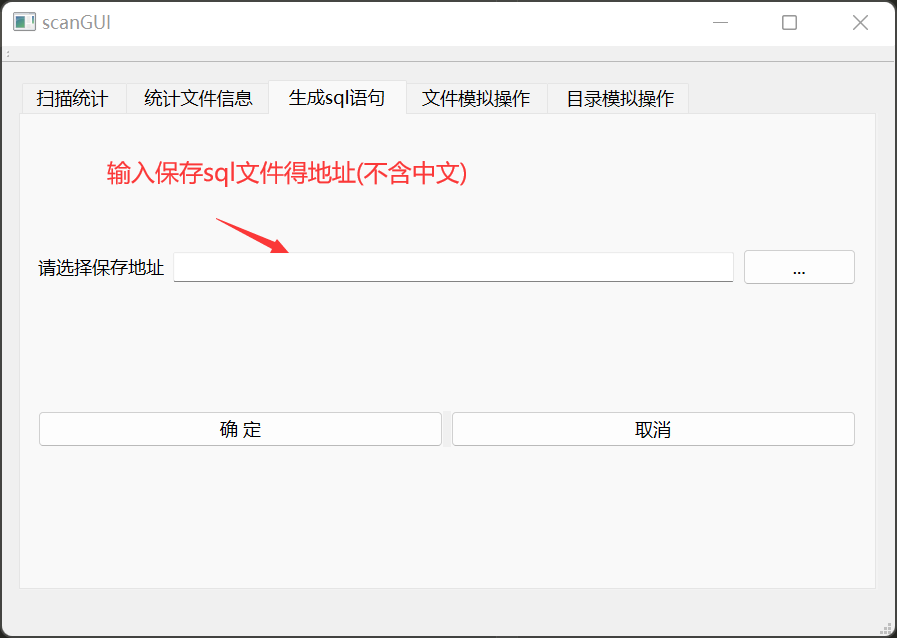 scanGUI
扫描统计 统计文件信息 生成sql语句 文件模拟操作 目录模拟操作
输入保存sql文件得地址(不含中文)
请选择保存地址 ...
确 定 取消